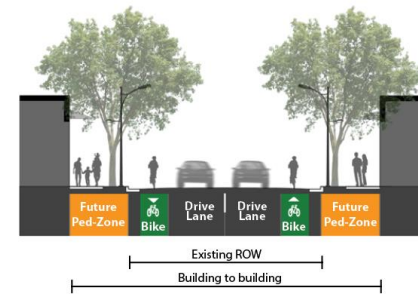 Future
Ped-Zone
Bike
Drive
Lane
Drive
Lane
Bike
Future
Ped-Zone
Existing ROW
Building to building